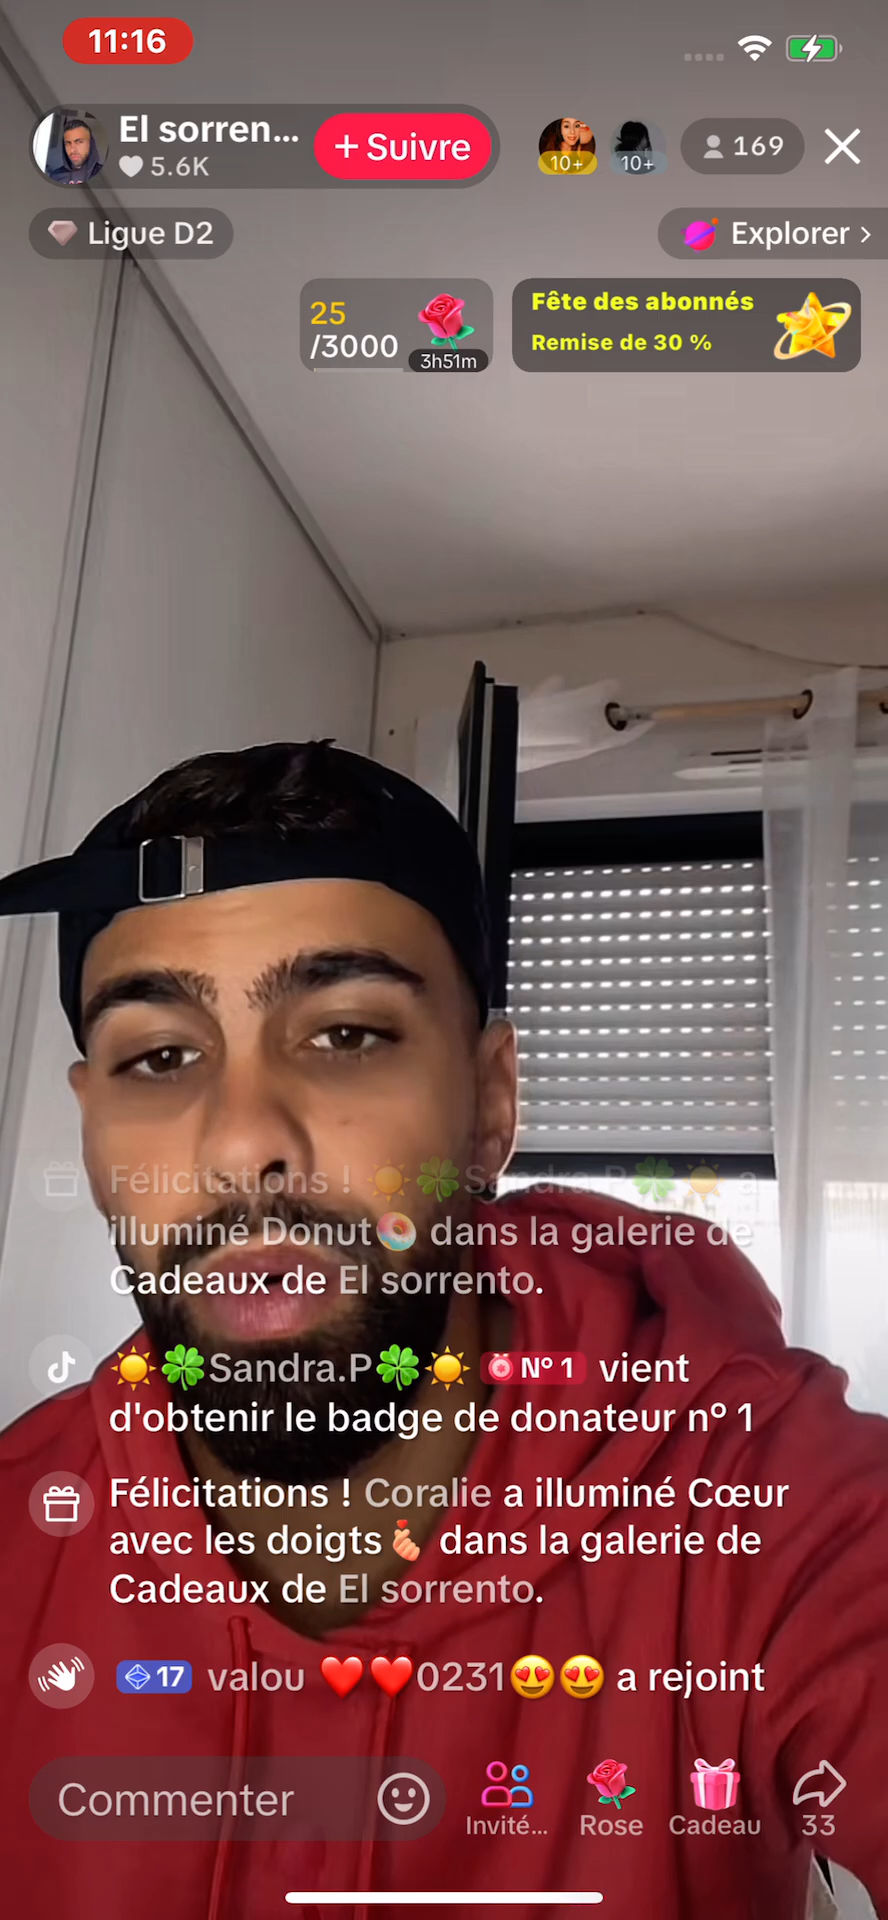 11:16
El sorren...
5.6K
+ Suivre
10+
10+
169
Ligue D2
Explorer >
25
/3000
3h51m
Fête des abonnés
Remise de 30 %
Félicitations ! ☀️🍀Sandra.P🍀☀️ a
illuminé Donut🍩 dans la galerie de
Cadeaux de El sorrento.
☀️🍀Sandra.P🍀☀️ N° 1 vient
d'obtenir le badge de donateur n° 1
Félicitations ! Coralie a illuminé Cœur
avec les doigts🫰 dans la galerie de
Cadeaux de El sorrento.
17 valou ❤️❤️0231😍😍 a rejoint
Commenter
Invité...
Rose
Cadeau
33